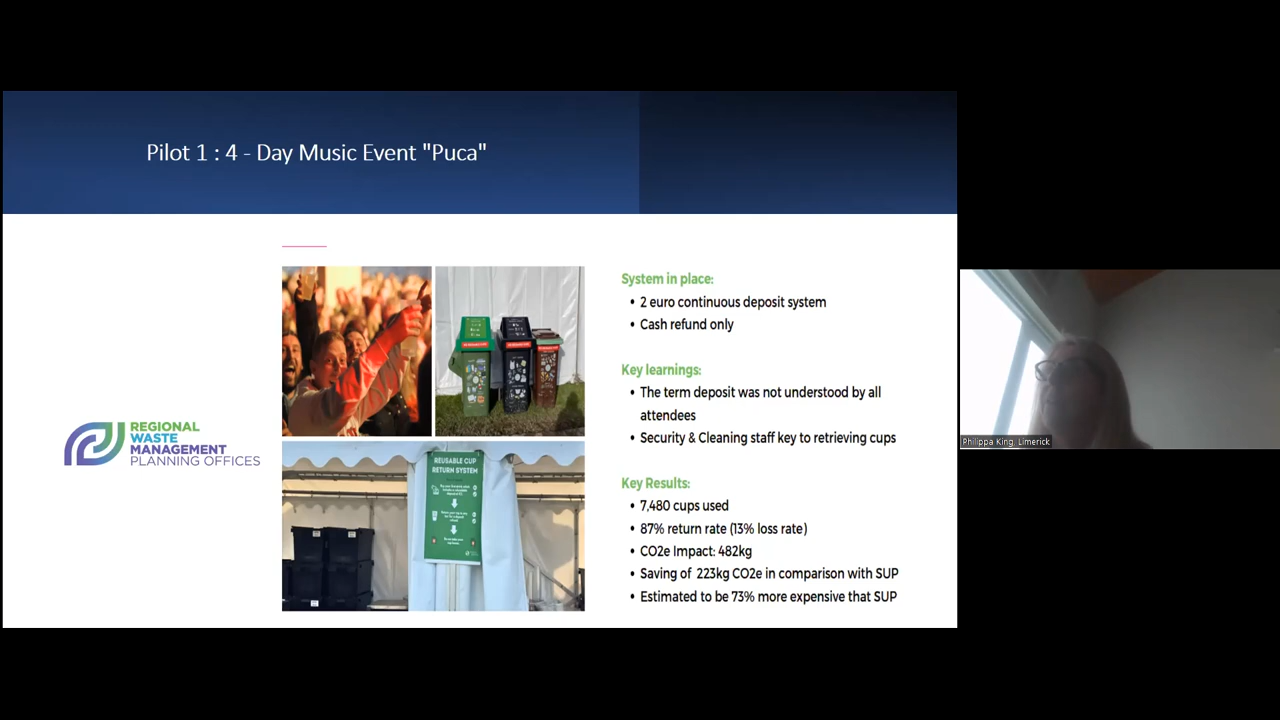 Pilot 1 : 4 - Day Music Event "Puca"
System in place:
• 2 euro continuous deposit system
• Cash refund only
Key learnings:
• The term deposit was not understood by all
attendees
• Security & Cleaning staff key to retrieving cups
Key Results:
• 7,480 cups used
• 87% return rate (13% loss rate)
• CO2e Impact: 482kg
• Saving of 223kg CO2e in comparison with SUP
• Estimated to be 73% more expensive that SUP
REGIONAL
WASTE
MANAGEMENT
PLANNING OFFICES
REUSABLE CUP
RETURN SYSTEM
Philippa King, Limerick